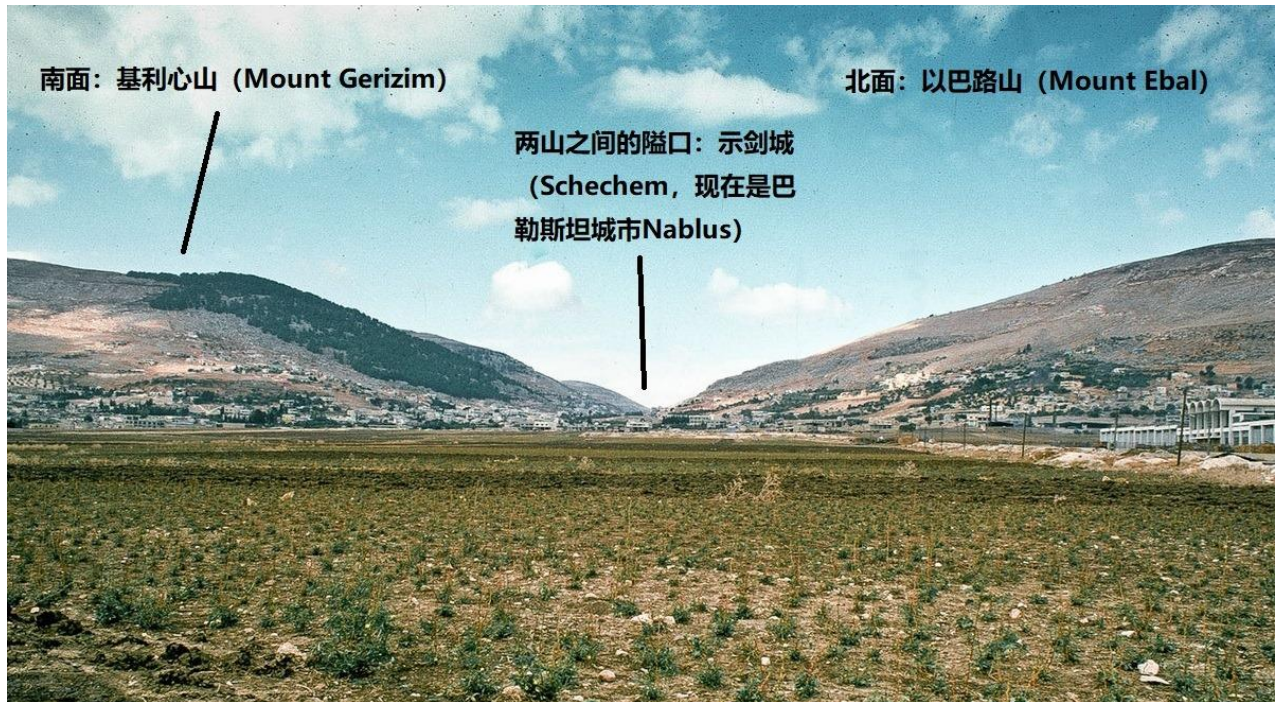 南面：基利心山（Mount Gerizim）
北面：以巴路山（Mount Ebal）
两山之间的隘口：示剑城
（Schechem，现在是巴
勒斯坦城市Nablus）